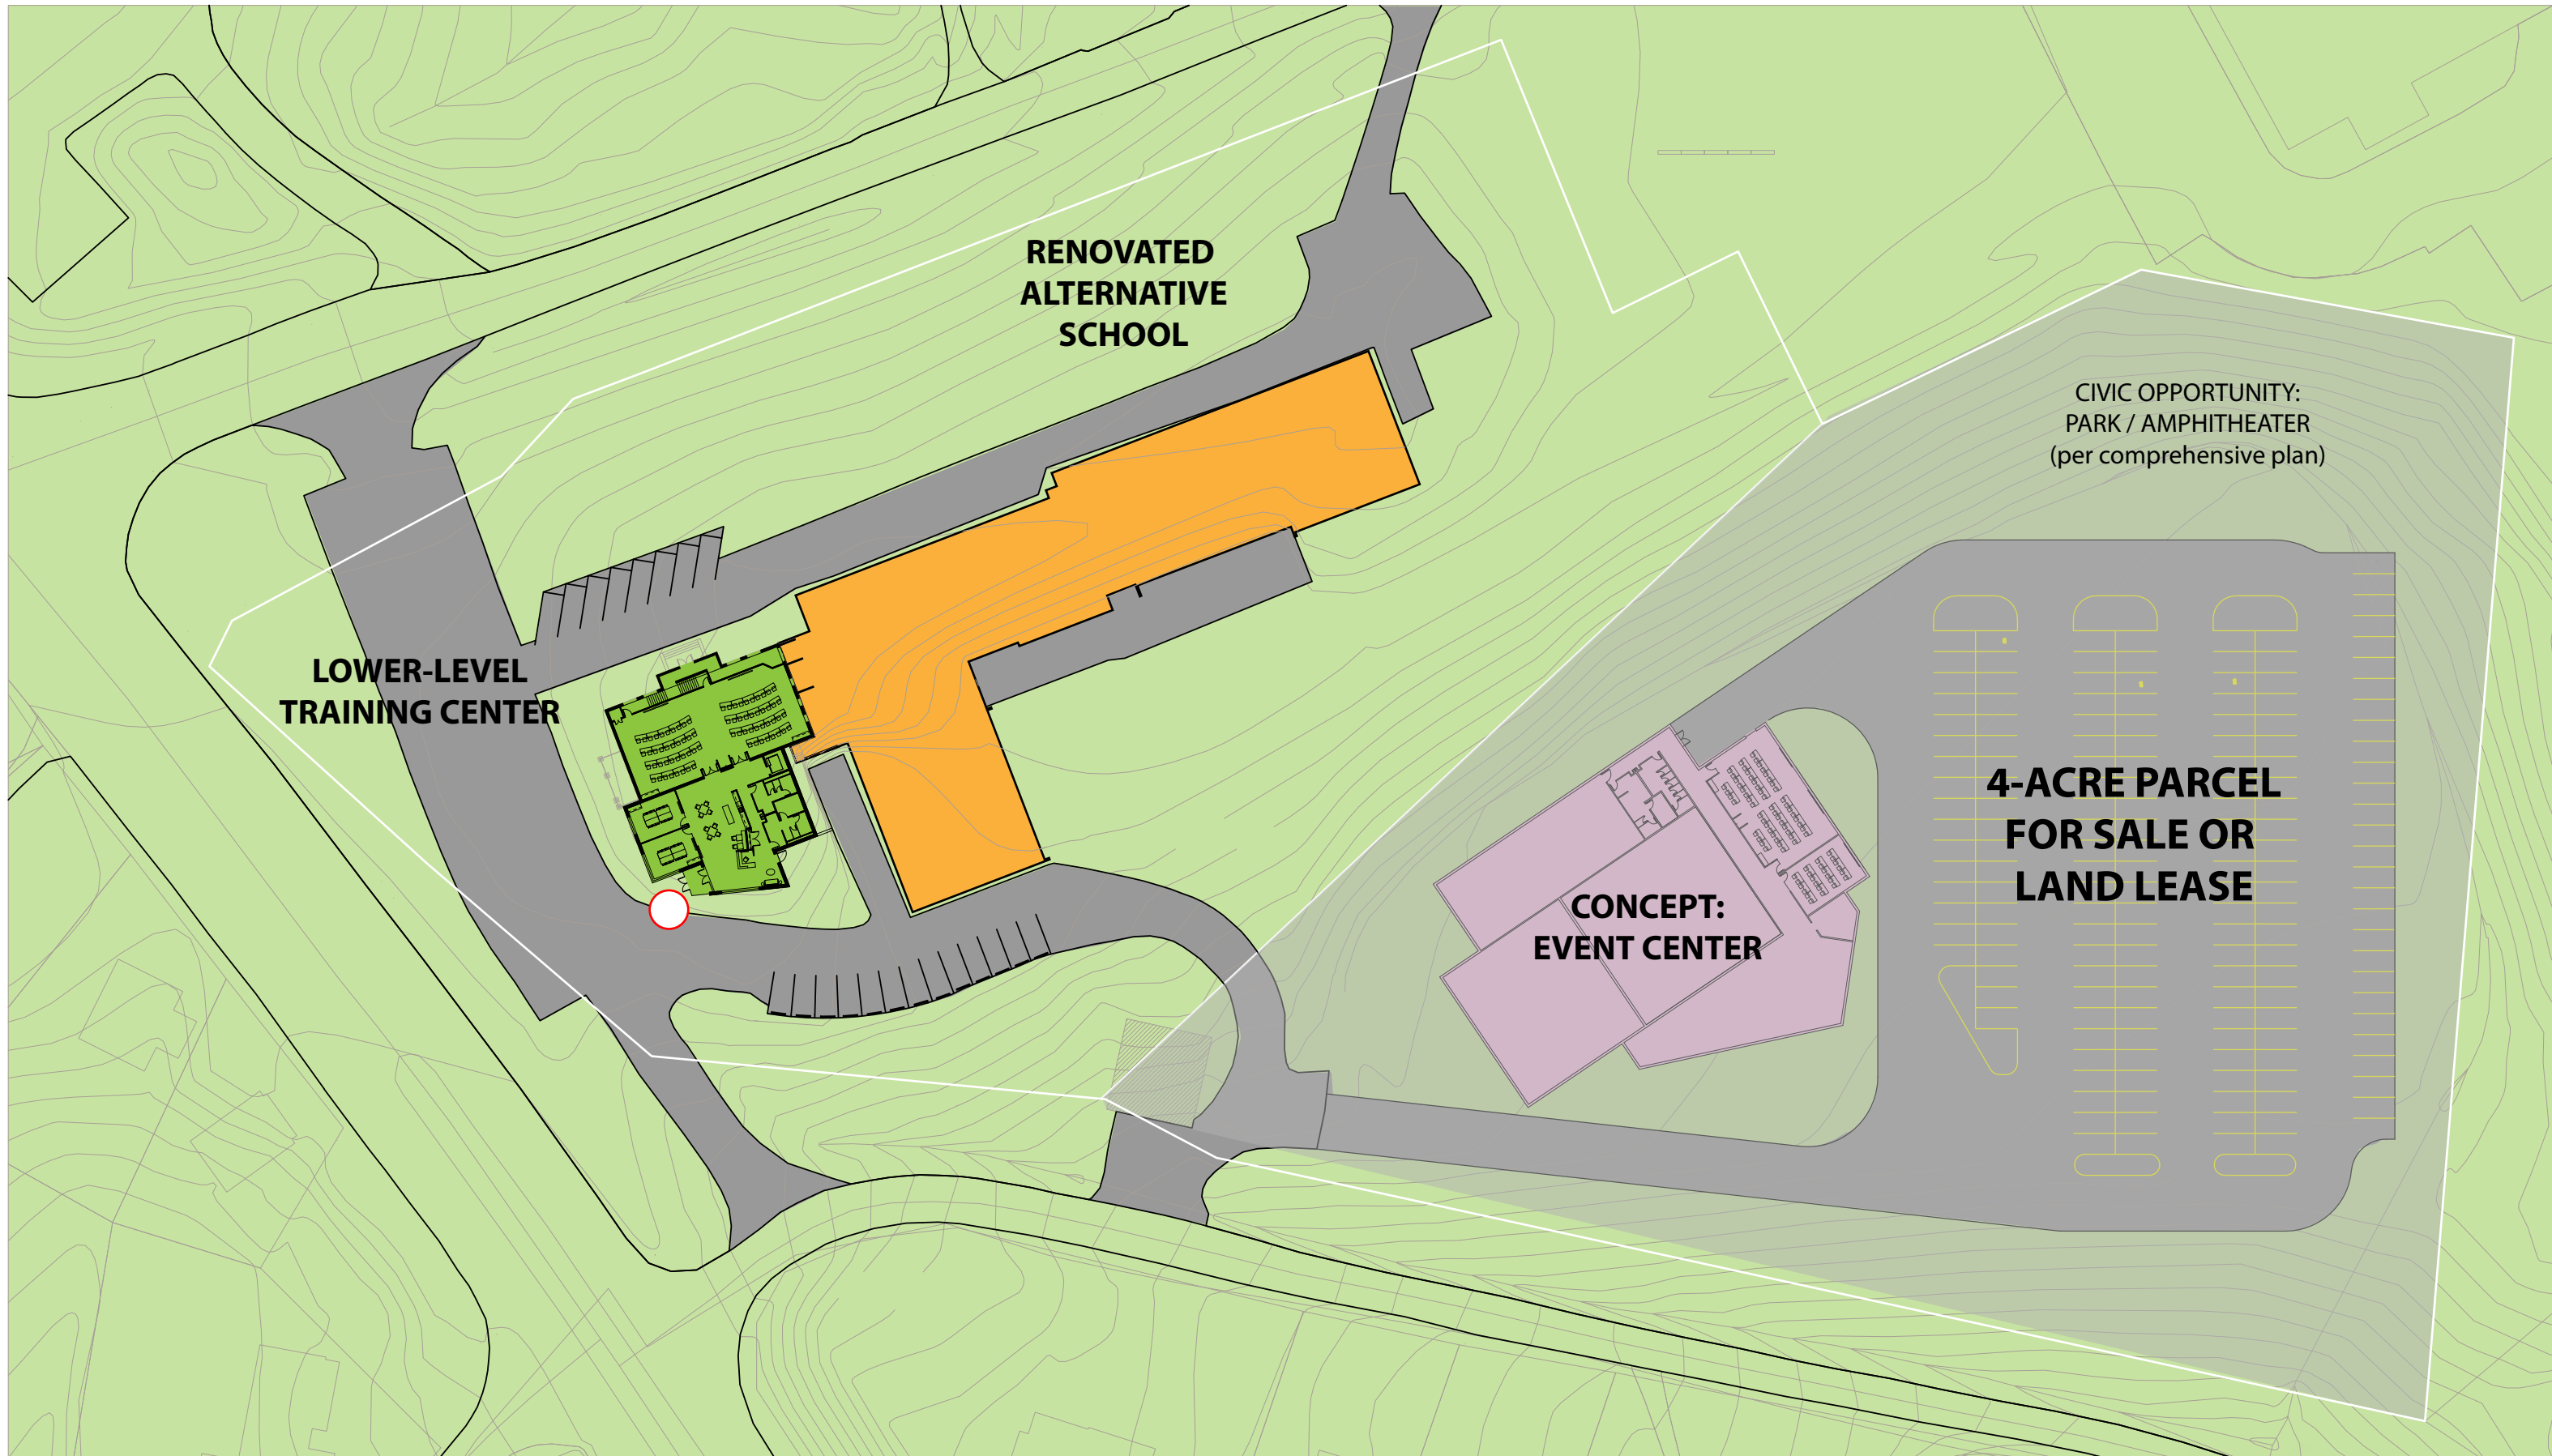 RENOVATED
ALTERNATIVE
SCHOOL
CIVIC OPPORTUNITY:
PARK / AMPHITHEATER
(per comprehensive plan)
LOWER-LEVEL
TRAINING CENTER
4-ACRE PARCEL
FOR SALE OR
LAND LEASE
CONCEPT:
EVENT CENTER